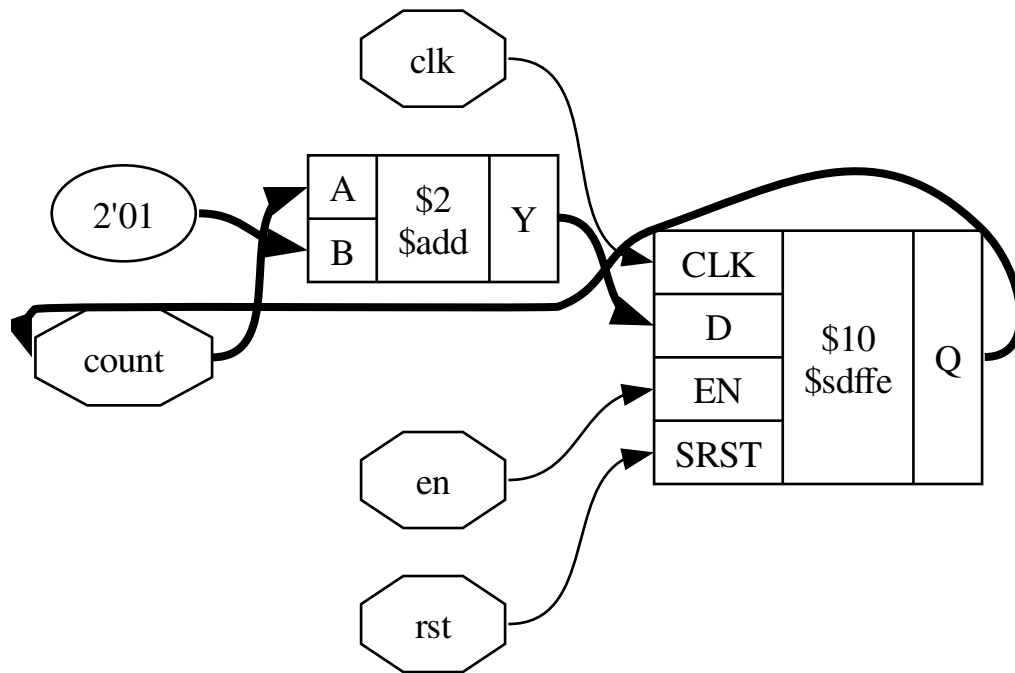 clk
2'01
A
B
$2
$add
Y
count
CLK
D
EN
SRST
$10
$sdffe
Q
en
rst